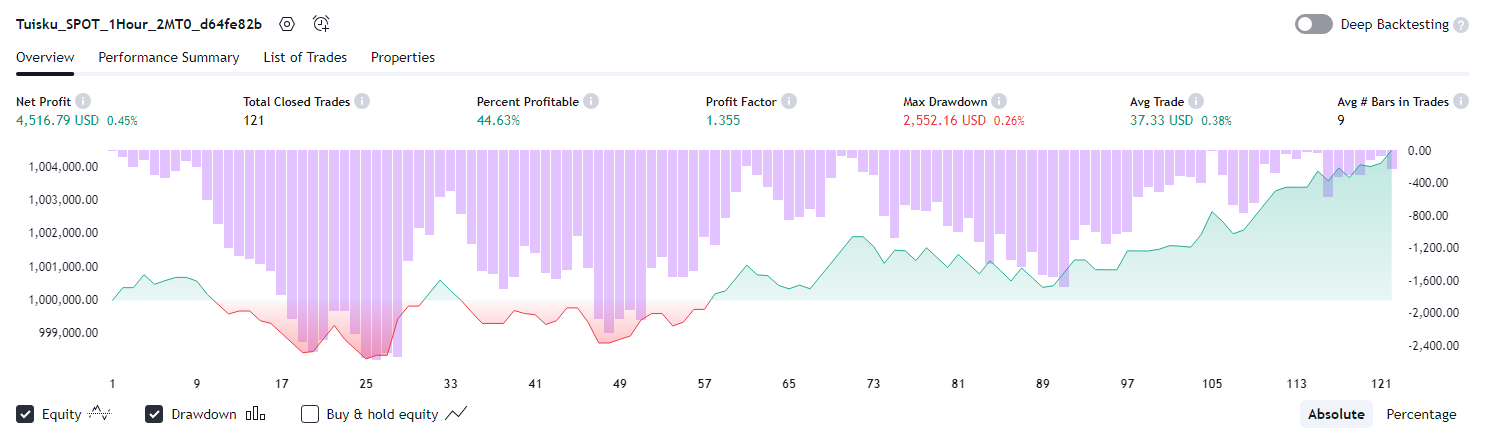 Tuisku_SPOT_1Hour_2MT0_d64fe82b Deep Backtesting ?
Overview Performance Summary List of Trades Properties
Net Profit i Total Closed Trades i Percent Profitable i Profit Factor i Max Drawdown i Avg Trade i Avg # Bars in Trades i
4,516.79 USD 0.45% 121 44.63% 1.355 2,552.16 USD 0.26% 37.33 USD 0.38% 9
0.00
1,004,000.00
-400.00
1,003,000.00
-800.00
1,002,000.00
-1,200.00
1,001,000.00
-1,600.00
1,000,000.00
-2,000.00
999,000.00
-2,400.00
1 9 17 25 33 41 49 57 65 73 81 89 97 105 113 121
Equity Drawdown Buy & hold equity Absolute Percentage